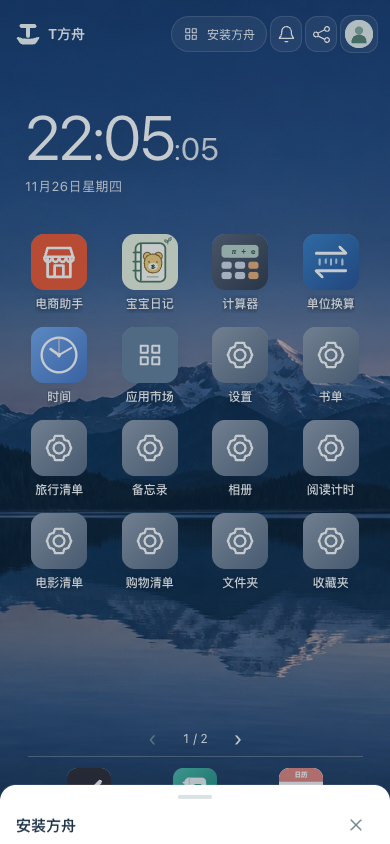 T方舟
安装方舟
22:05:05
11月26日星期四
电商助手 宝宝日记 计算器 单位换算
时间 应用市场 设置 书单
旅行清单 备忘录 相册 阅读计时
电影清单 购物清单 文件夹 收藏夹
1 / 2
日历
安装方舟